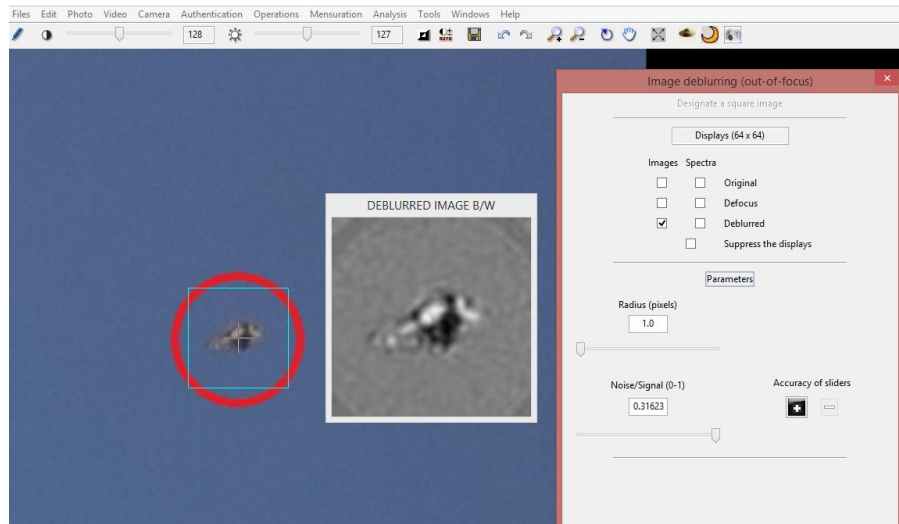 Files Edit Photo Video Camera Authentication Operations Mensuration Analysis Tools Windows Help
128 127
Image deblurring (out-of-focus) ×
Designate a square image
Displays (64 x 64)
Images Spectra
Original
Defocus
Deblurred
Suppress the displays
DEBLURRED IMAGE B/W
Parameters
Radius (pixels)
1.0
Noise/Signal (0-1) Accuracy of sliders
0.31623